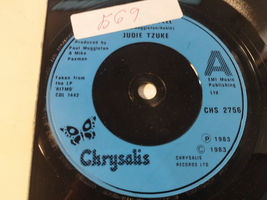 £69
JUDIE TZUKE
Produced by
Paul Muggleton
& Mike
Paxman
A
EMI Music
Publishing
Ltd
Taken from
the LP
'RITMO'
CDL 1442
CHS 2756
Ⓟ 1983
© 1983
Chrysalis
CHRYSALIS
RECORDS LTD